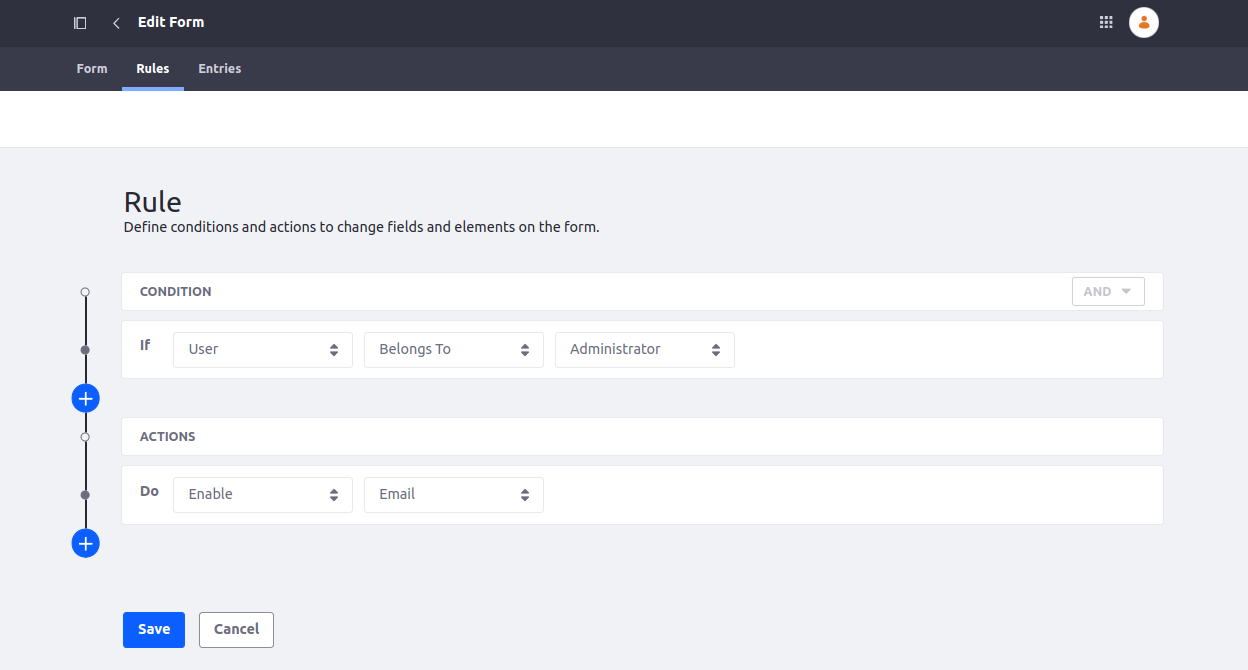 Edit Form
Form Rules Entries
Rule
Define conditions and actions to change fields and elements on the form.
CONDITION AND
If User Belongs To Administrator
ACTIONS
Do Enable Email
Save Cancel